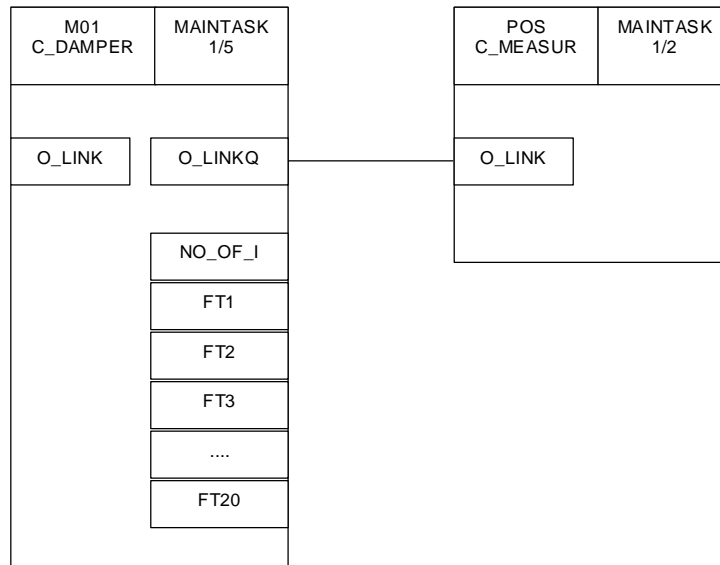 M01
C_DAMPER
MAINTASK
1/5
POS
C_MEASUR
MAINTASK
1/2
O_LINK
O_LINKQ
O_LINK
NO_OF_I
FT1
FT2
FT3
....
FT20